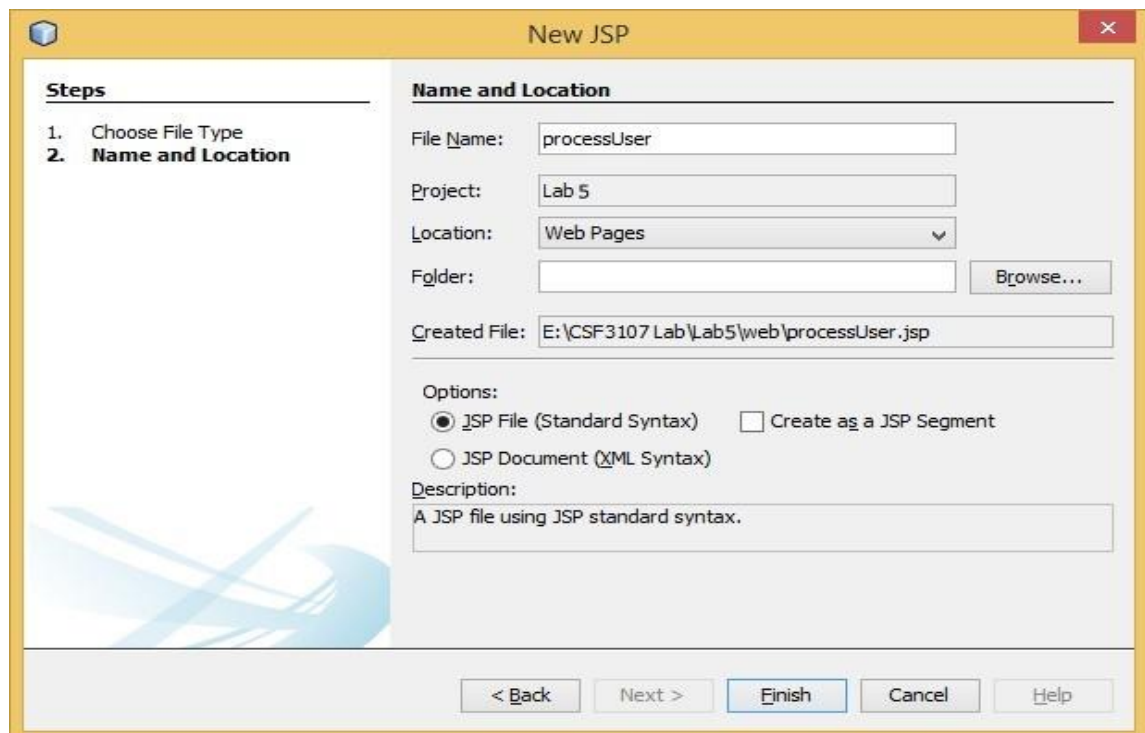 New JSP
Steps
1. Choose File Type
2. Name and Location
Name and Location
File Name: processUser
Project: Lab 5
Location: Web Pages
Folder: Browse...
Created File: E:\CSF3107 Lab\Lab5\web\processUser.jsp
Options:
JSP File (Standard Syntax) Create as a JSP Segment
JSP Document (XML Syntax)
Description:
A JSP file using JSP standard syntax.
< Back Next > Finish Cancel Help